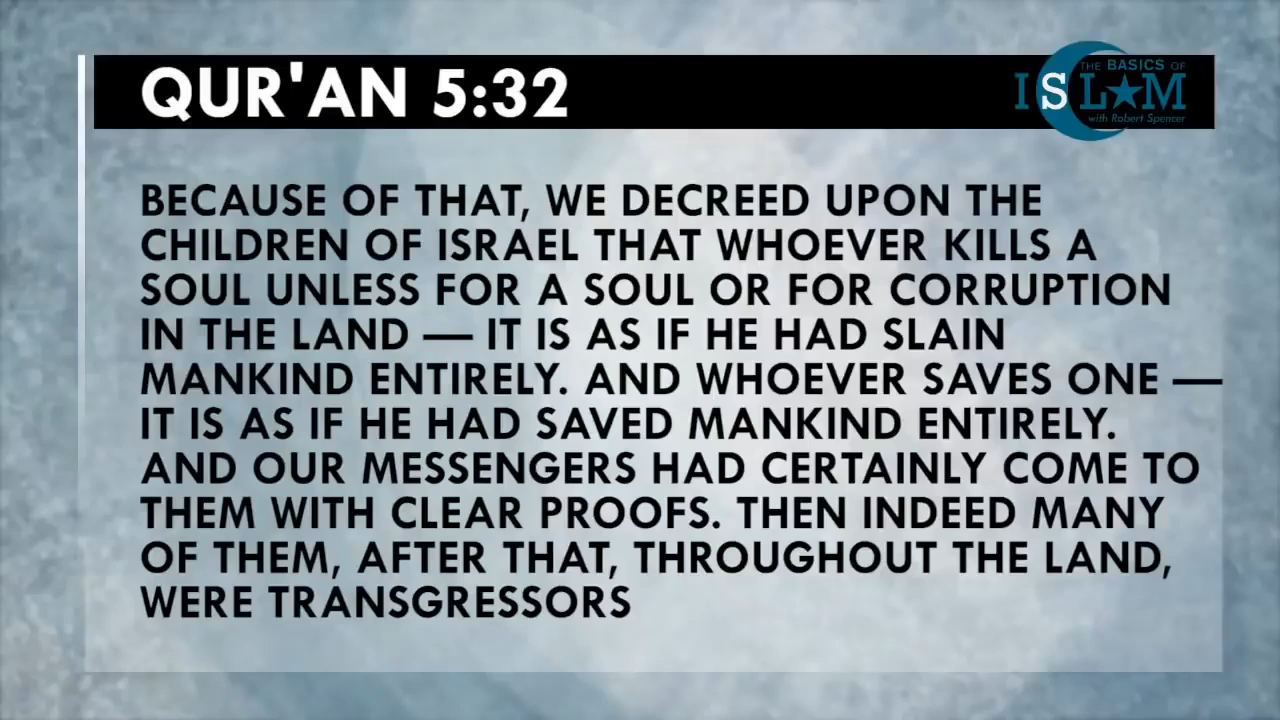 QUR'AN 5:32
THE BASICS OF
ISLAM
with Robert Spencer
BECAUSE OF THAT, WE DECREED UPON THE
CHILDREN OF ISRAEL THAT WHOEVER KILLS A
SOUL UNLESS FOR A SOUL OR FOR CORRUPTION
IN THE LAND — IT IS AS IF HE HAD SLAIN
MANKIND ENTIRELY. AND WHOEVER SAVES ONE —
IT IS AS IF HE HAD SAVED MANKIND ENTIRELY.
AND OUR MESSENGERS HAD CERTAINLY COME TO
THEM WITH CLEAR PROOFS. THEN INDEED MANY
OF THEM, AFTER THAT, THROUGHOUT THE LAND,
WERE TRANSGRESSORS